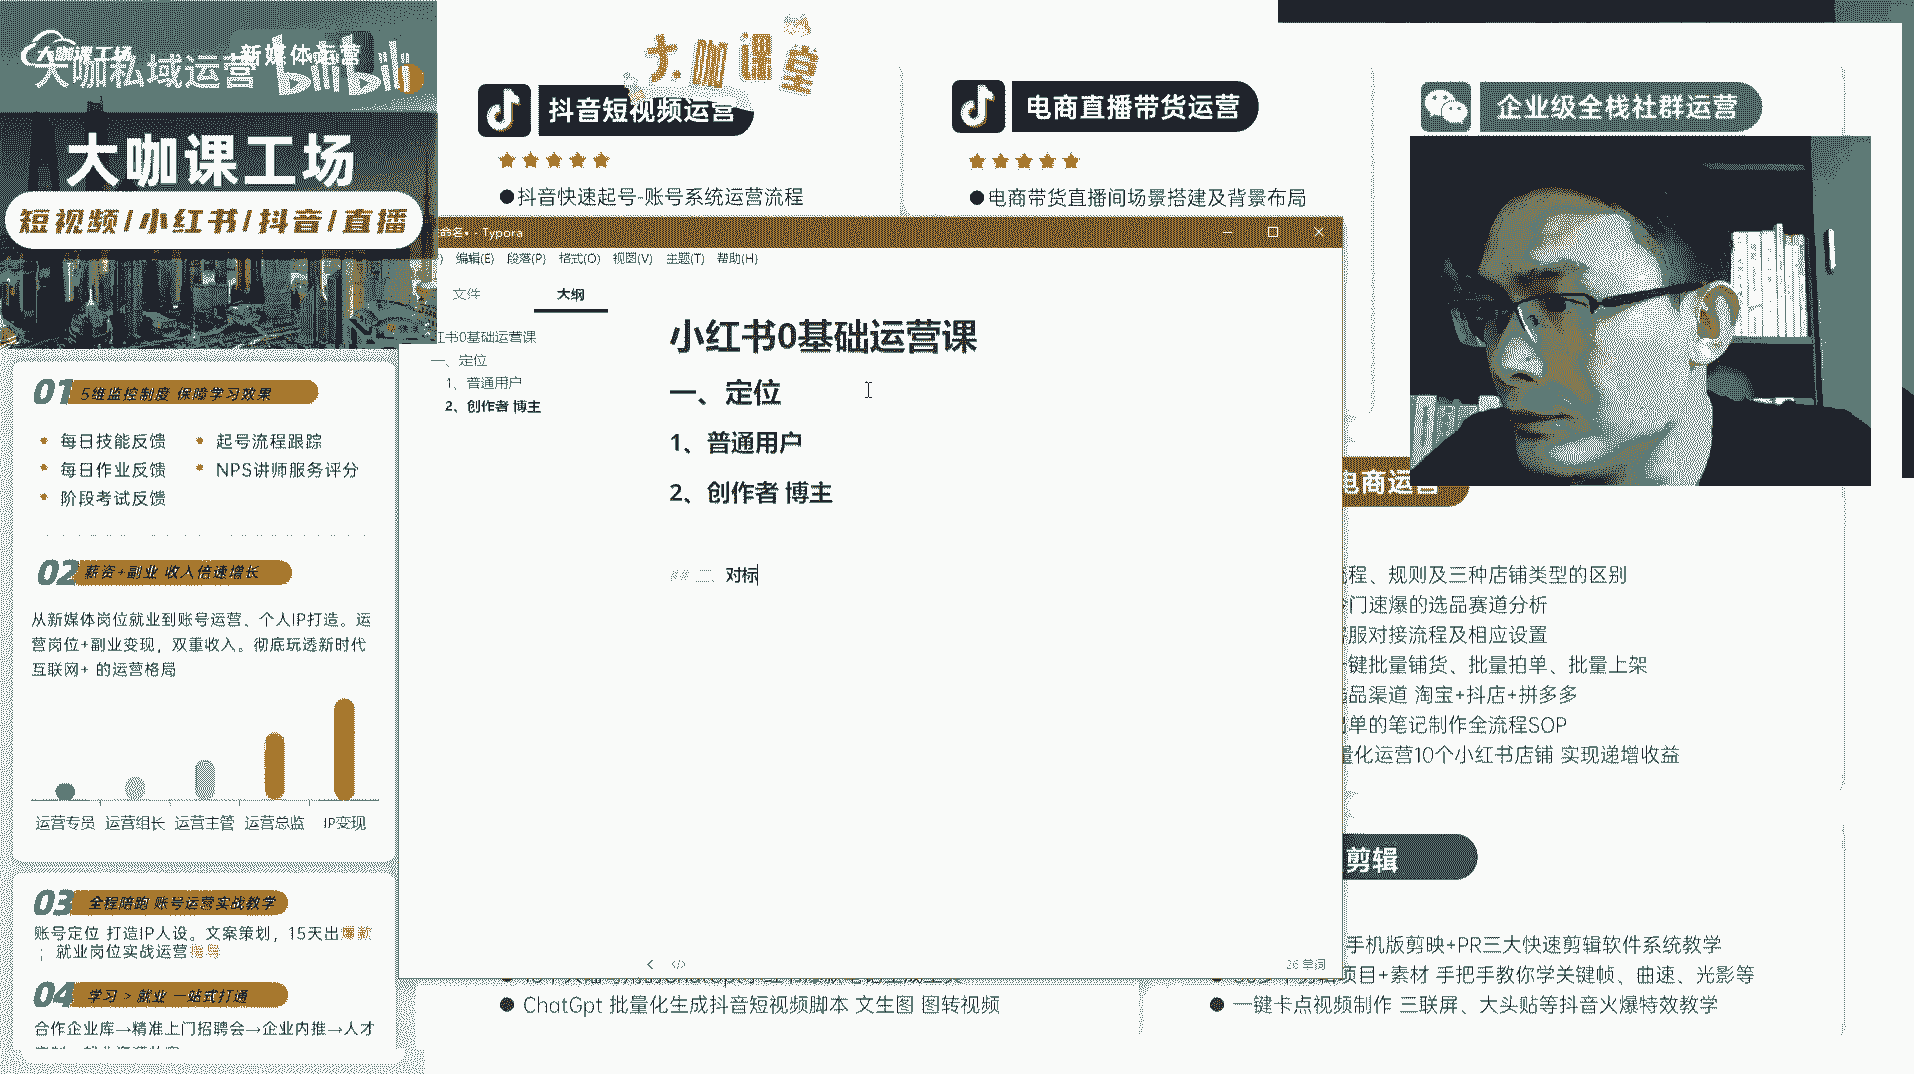 大咖课工场
新媒体运营
大咖私域运营
bilibili
大咖课工场
短视频/小红书/抖音/直播
01 5维监控制度 保障学习效果
每日技能反馈
起号流程跟踪
每日作业反馈
NPS讲师服务评分
阶段考试反馈
02 薪资+副业 收入倍速增长
从新媒体岗位就业到账号运营、个人IP打造。运
营岗位+副业变现，双重收入。彻底玩透新时代
互联网+ 的运营格局
运营专员 运营组长 运营主管 运营总监 IP变现
03 全程陪跑 账号运营实战教学
账号定位 打造IP人设。文案策划，15天出爆款
；就业岗位实战运营指导
04 学习 > 就业 一站式打通
合作企业库→精准上门招聘会→企业内推→人才
大咖课堂
抖音短视频运营
●抖音快速起号-账号系统运营流程
电商直播带货运营
●电商带货直播间场景搭建及背景布局
企业级全栈社群运营
命名• - Typora
编辑(E) 段落(P) 格式(O) 视图(V) 主题(T) 帮助(H)
文件 大纲
红书0基础运营课
一、定位
1、普通用户
2、创作者 博主
小红书0基础运营课
一、定位
1、普通用户
2、创作者 博主
## 二、对标
26 单词
电商运营
流程、规则及三种店铺类型的区别
冷门速爆的选品赛道分析
客服对接流程及相应设置
一键批量铺货、批量拍单、批量上架
选品渠道 淘宝+抖店+拼多多
出单的笔记制作全流程SOP
量化运营10个小红书店铺 实现递增收益
剪辑
手机版剪映+PR三大快速剪辑软件系统教学
项目+素材 手把手教你学关键帧、曲速、光影等
●一键卡点视频制作 三联屏、大头贴等抖音火爆特效教学
●ChatGpt 批量化生成抖音短视频脚本 文生图 图转视频